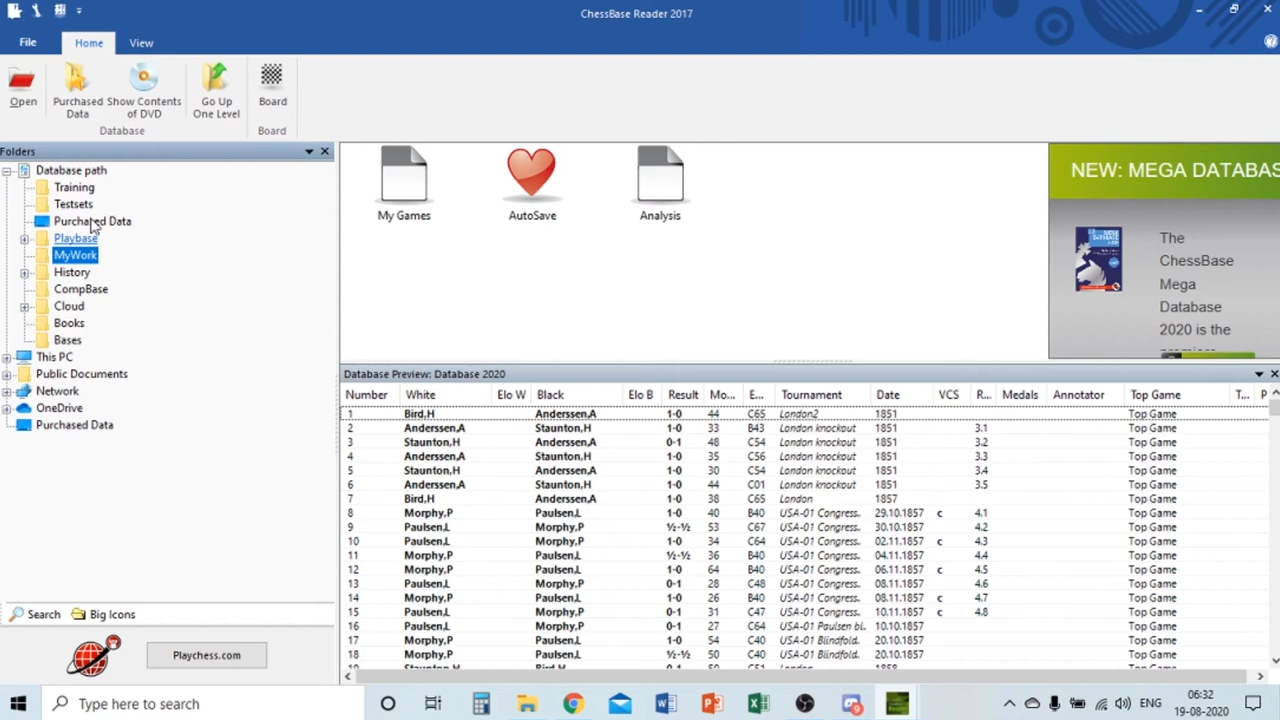 ChessBase Reader 2017
File Home View
Open Purchased Data Show Contents of DVD Go Up One Level Board
Database Board
Folders
Database path
Training
Testsets
Purchased Data
Playbase
MyWork
History
CompBase
Cloud
Books
Bases
This PC
Public Documents
Network
OneDrive
Purchased Data
Search Big Icons
Playchess.com
My Games AutoSave Analysis
NEW: MEGA DATABAS
The
ChessBase
Mega
Database
2020 is the
Database Preview: Database 2020
Number White Elo W Black Elo B Result Mo... E... Tournament Date VCS R... Medals Annotator Top Game T... P
1 Bird,H Anderssen,A 1-0 44 C65 London2 1851 Top Game
2 Anderssen,A Staunton,H 1-0 33 B43 London knockout 1851 3.1 Top Game
3 Staunton,H Anderssen,A 0-1 48 C54 London knockout 1851 3.2 Top Game
4 Anderssen,A Staunton,H 1-0 66 C56 London knockout 1851 3.3 Top Game
5 Staunton,H Anderssen,A 1-0 30 C54 London knockout 1851 3.4 Top Game
6 Anderssen,A Staunton,H 1-0 44 C01 London knockout 1851 3.5 Top Game
7 Bird,H Anderssen,A 1-0 38 C65 London 1857 Top Game
8 Morphy,P Paulsen,L 1-0 40 B40 USA-01 Congress. 29.10.1857 c 4.1 Top Game
9 Paulsen,L Morphy,P ½-½ 53 C67 USA-01 Congress. 30.10.1857 4.2 Top Game
10 Paulsen,L Morphy,P 0-1 34 C64 USA-01 Congress. 02.11.1857 c 4.3 Top Game
11 Morphy,P Paulsen,L ½-½ 36 B40 USA-01 Congress. 04.11.1857 4.4 Top Game
12 Morphy,P Paulsen,L 1-0 64 B40 USA-01 Congress. 06.11.1857 c 4.5 Top Game
13 Paulsen,L Morphy,P 0-1 28 C48 USA-01 Congress. 08.11.1857 4.6 Top Game
14 Morphy,P Paulsen,L 1-0 26 B40 USA-01 Congress. 08.11.1857 c 4.7 Top Game
15 Paulsen,L Morphy,P 0-1 31 C47 USA-01 Congress. 10.11.1857 c 4.8 Top Game
16 Paulsen,L Morphy,P 0-1 27 C64 USA-01 Paulsen bl. 10.10.1857 Top Game
17 Morphy,P Paulsen,L 1-0 54 C40 USA-01 Blindfold. 20.10.1857 Top Game
18 Morphy,P Paulsen,L ½-½ 50 C40 USA-01 Blindfold. 20.10.1857 Top Game
19 Staunton,H Bird,H 1-0 50 C51 London 1858 Top Game
Type here to search
ENG
06:32
19-08-2020